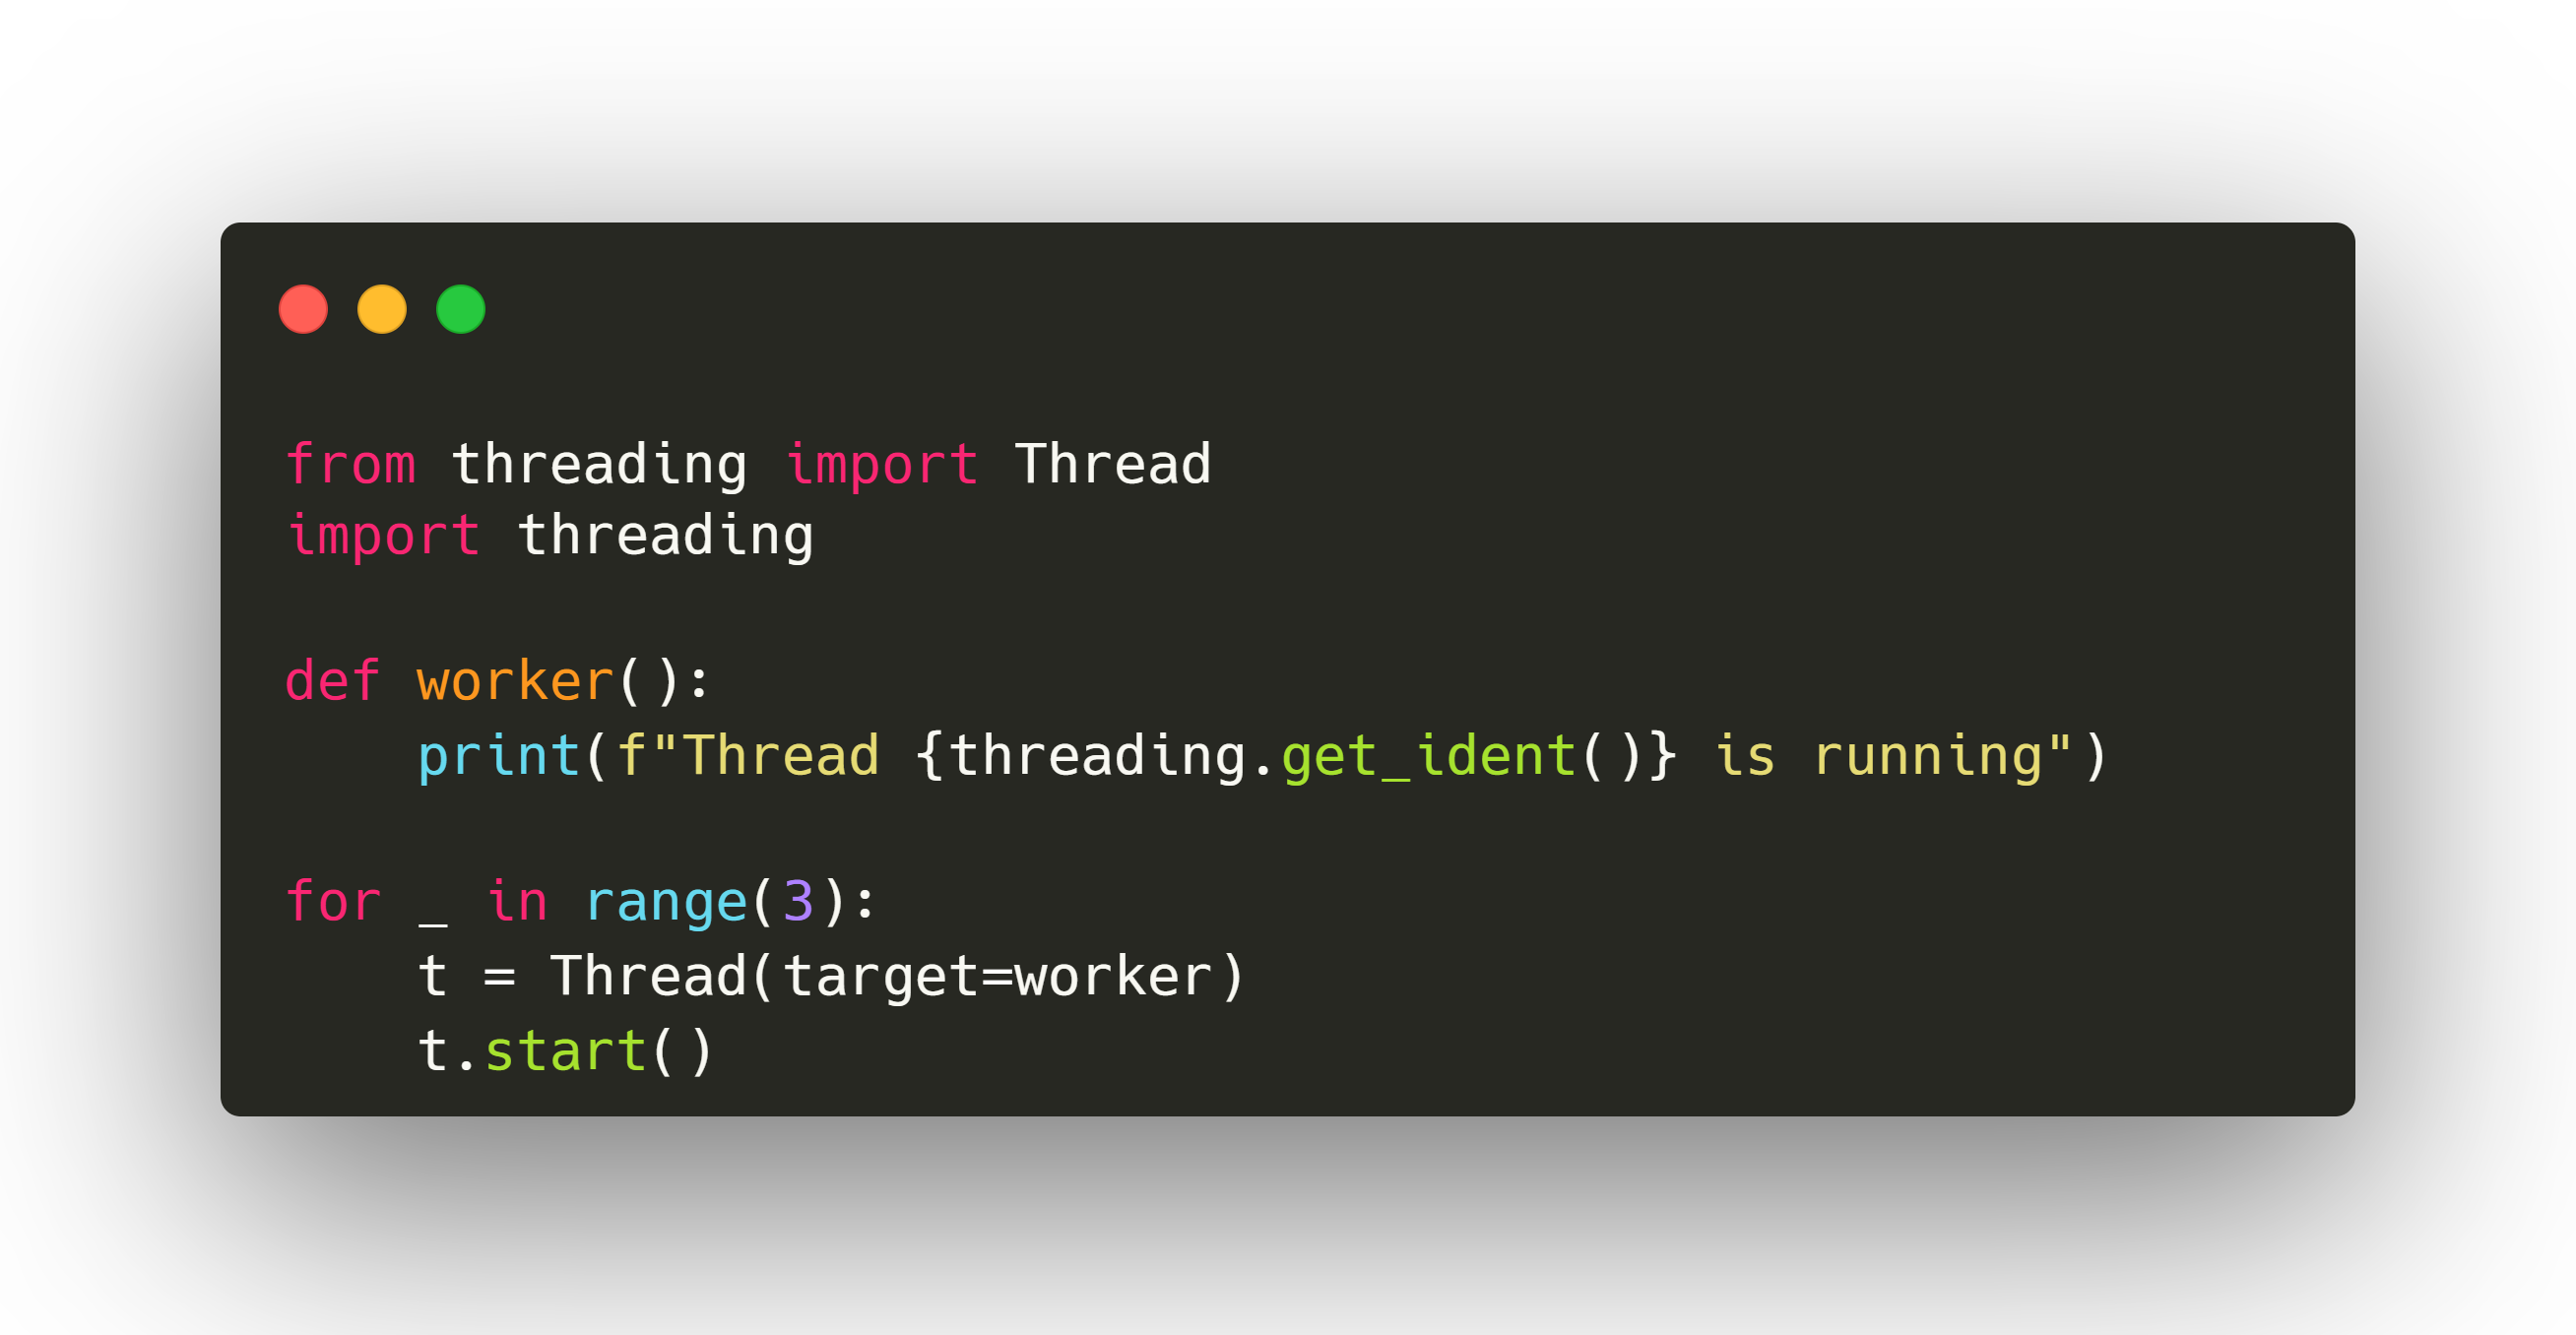 from threading import Thread
import threading

def worker():
    print(f"Thread {threading.get_ident()} is running")

for _ in range(3):
    t = Thread(target=worker)
    t.start()